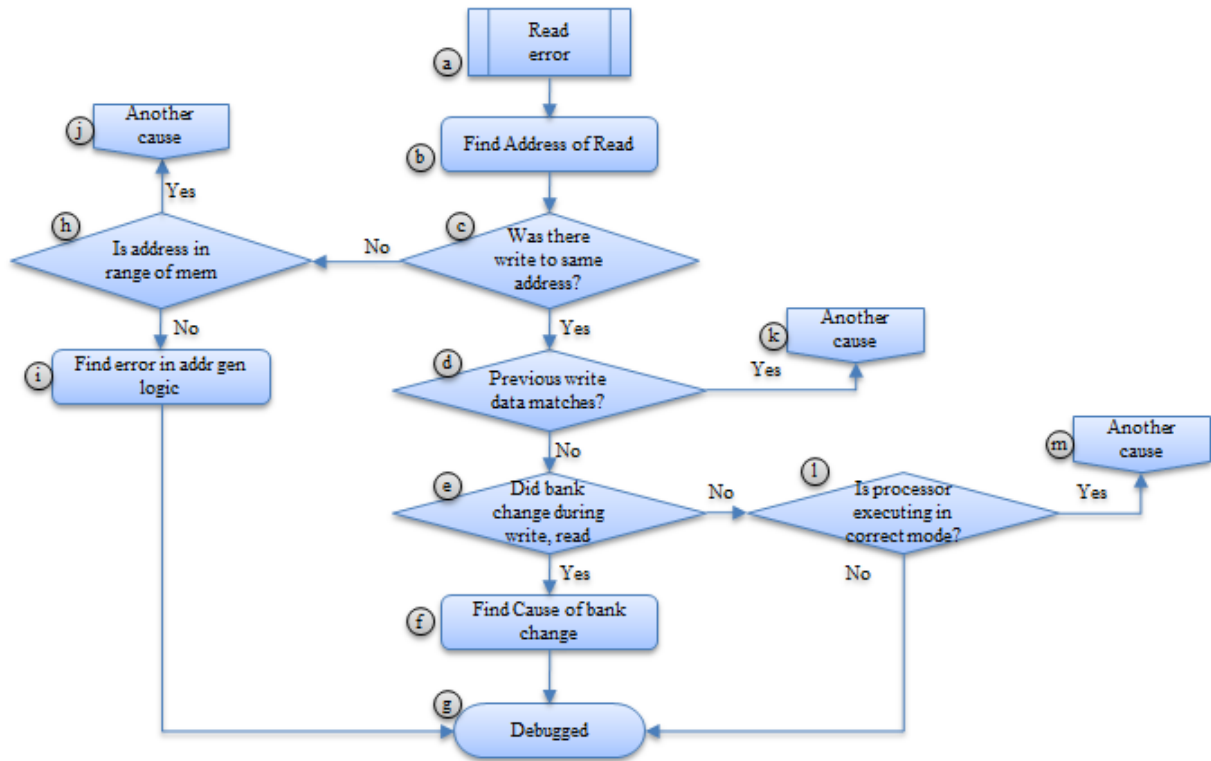 Read
error
a
Another
cause
j
Find Address of Read
b
Yes
h
Is address in
range of mem
No
c
Was there
write to same
address?
No
Yes
Another
cause
k
i
Find error in addr gen
logic
d
Previous write
data matches?
Yes
No
Another
cause
m
e
Did bank
change during
write, read
No
l
Is processor
executing in
correct mode?
Yes
Yes
No
f
Find Cause of bank
change
g
Debugged